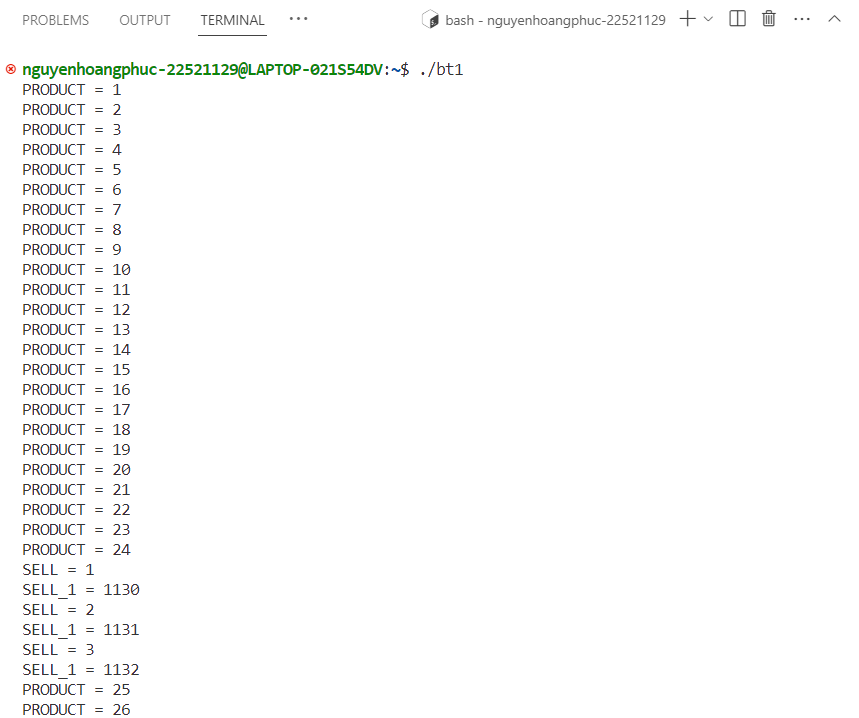 PROBLEMS OUTPUT TERMINAL ··· bash - nguyenhoangphuc-22521129
nguyenhoangphuc-22521129@LAPTOP-021S54DV:~$ ./bt1
PRODUCT = 1
PRODUCT = 2
PRODUCT = 3
PRODUCT = 4
PRODUCT = 5
PRODUCT = 6
PRODUCT = 7
PRODUCT = 8
PRODUCT = 9
PRODUCT = 10
PRODUCT = 11
PRODUCT = 12
PRODUCT = 13
PRODUCT = 14
PRODUCT = 15
PRODUCT = 16
PRODUCT = 17
PRODUCT = 18
PRODUCT = 19
PRODUCT = 20
PRODUCT = 21
PRODUCT = 22
PRODUCT = 23
PRODUCT = 24
SELL = 1
SELL_1 = 1130
SELL = 2
SELL_1 = 1131
SELL = 3
SELL_1 = 1132
PRODUCT = 25
PRODUCT = 26